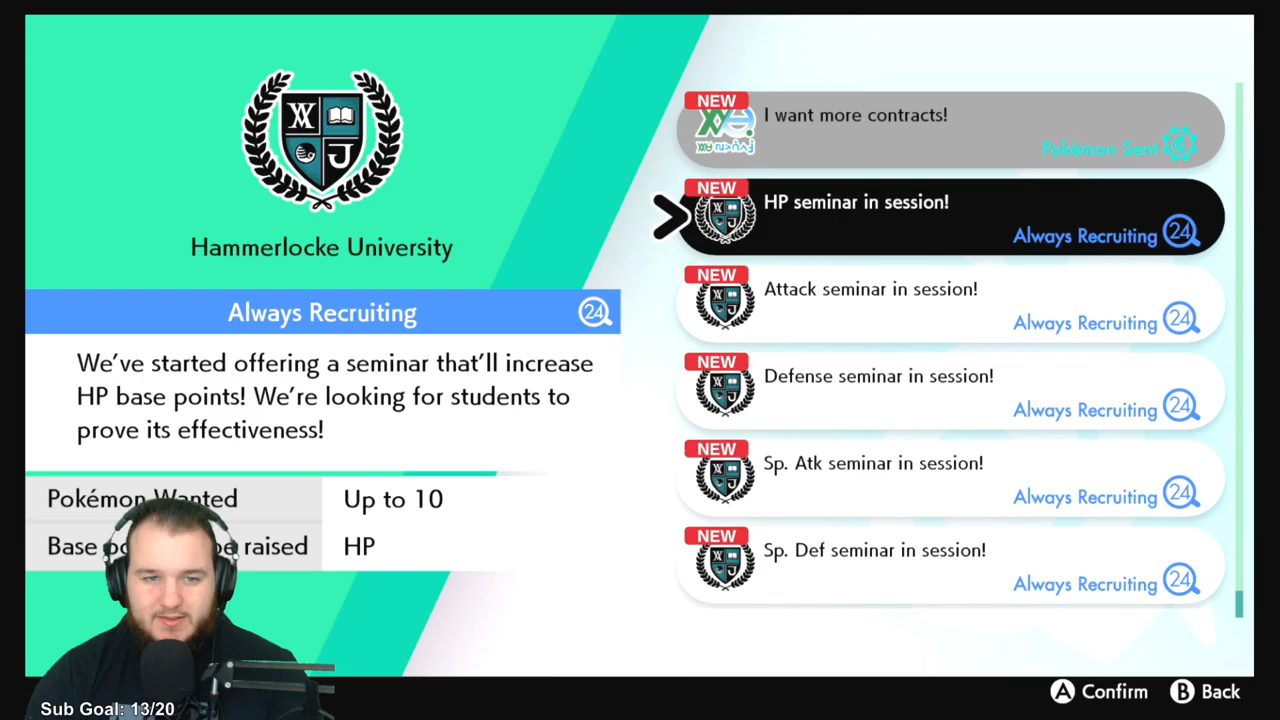 Hammerlocke University
Always Recruiting
24
We've started offering a seminar that'll increase
HP base points! We're looking for students to
prove its effectiveness!
Pokémon Wanted
Up to 10
Base
be raised
HP
NEW
I want more contracts!
Pokémon Sent
NEW
HP seminar in session!
Always Recruiting 24
NEW
Attack seminar in session!
Always Recruiting 24
NEW
Defense seminar in session!
Always Recruiting 24
NEW
Sp. Atk seminar in session!
Always Recruiting 24
NEW
Sp. Def seminar in session!
Always Recruiting 24
A Confirm B Back
Sub Goal: 13/20